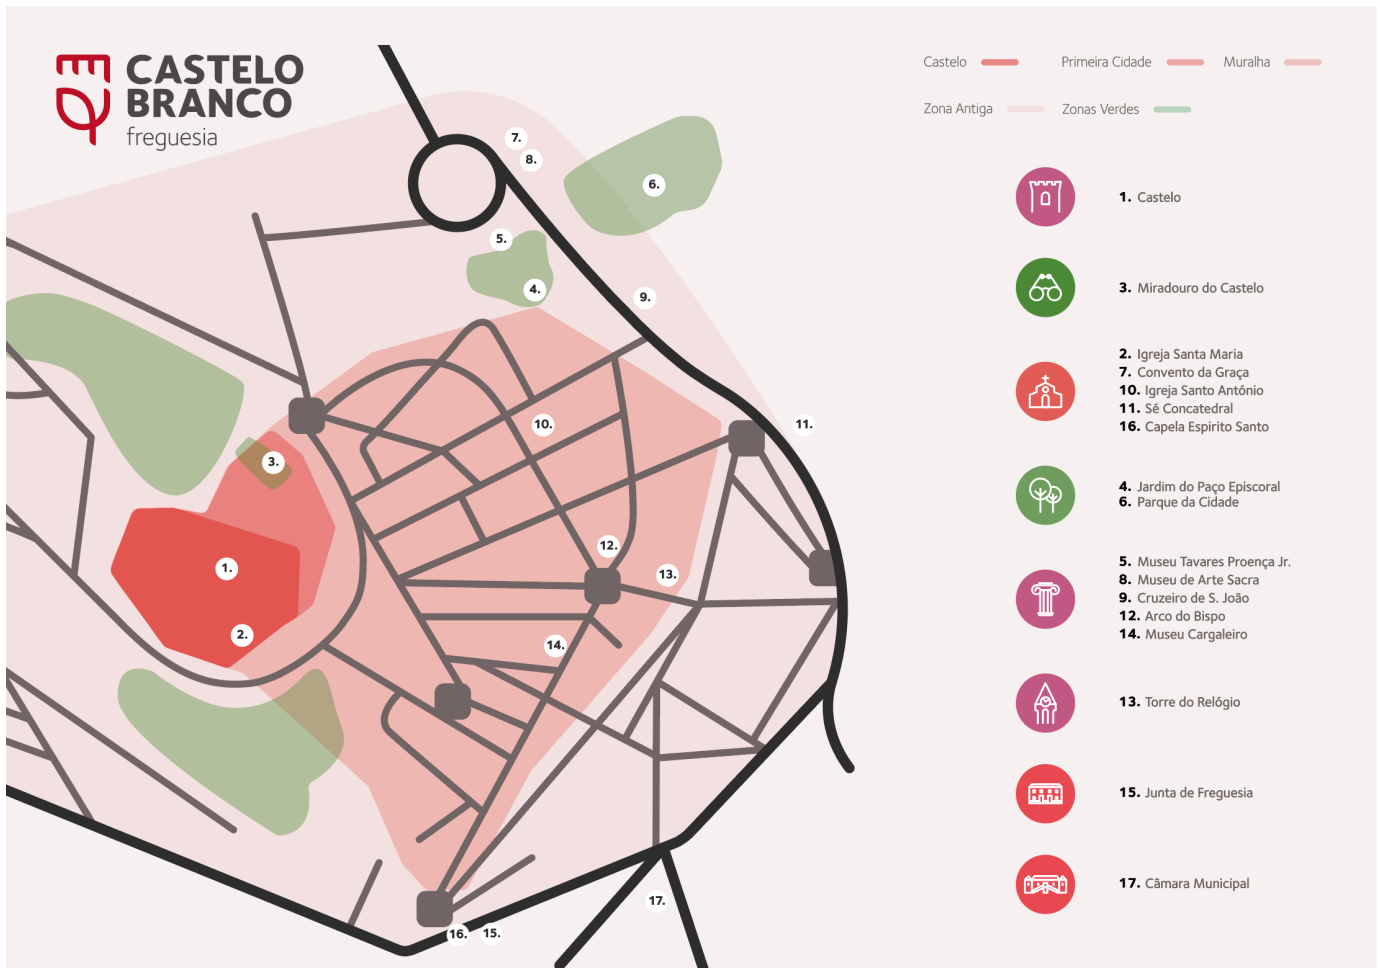 CASTELO
BRANCO
freguesia
Castelo
Primeira Cidade
Muralha
Zona Antiga
Zonas Verdes
7.
8.
6.
5.
4.
9.
10.
11.
3.
12.
1.
13.
2.
14.
17.
16.
15.
1. Castelo
3. Miradouro do Castelo
2. Igreja Santa Maria
7. Convento da Graça
10. Igreja Santo António
11. Sé Concatedral
16. Capela Espirito Santo
4. Jardim do Paço Episcoral
6. Parque da Cidade
5. Museu Tavares Proença Jr.
8. Museu de Arte Sacra
9. Cruzeiro de S. João
12. Arco do Bispo
14. Museu Cargaleiro
13. Torre do Relógio
15. Junta de Freguesia
17. Câmara Municipal